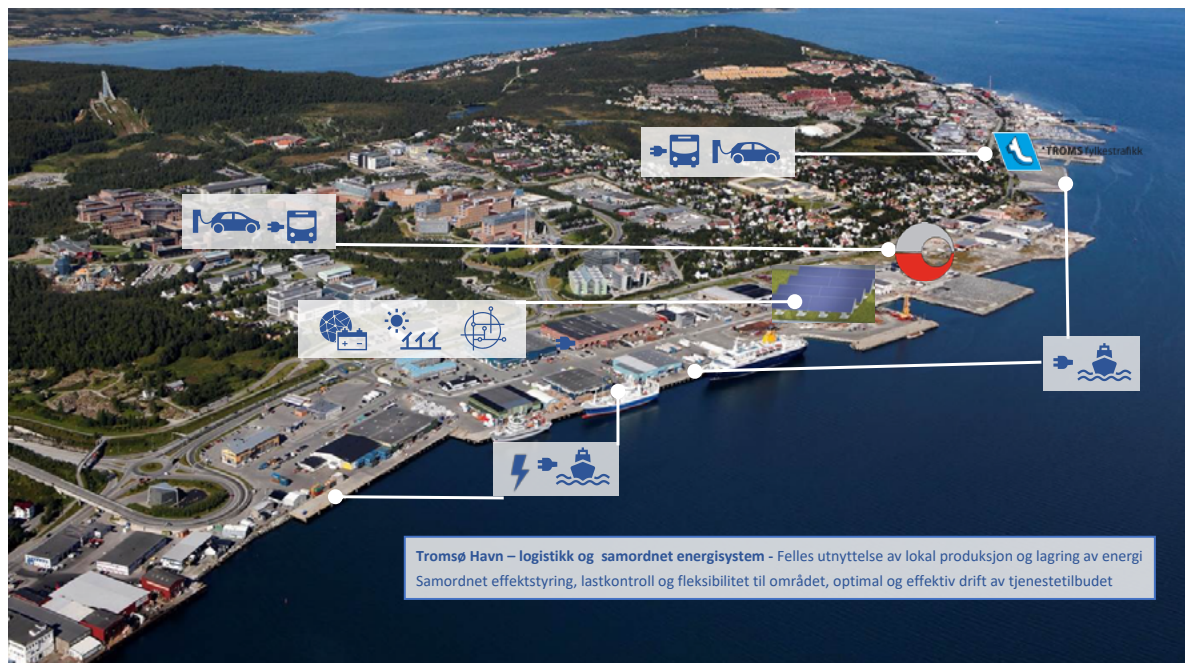 TROMS fylkestrafikk
Tromsø Havn – logistikk og samordnet energisystem - Felles utnyttelse av lokal produksjon og lagring av energi
Samordnet effektstyring, lastkontroll og fleksibilitet til området, optimal og effektiv drift av tjenestetilbudet